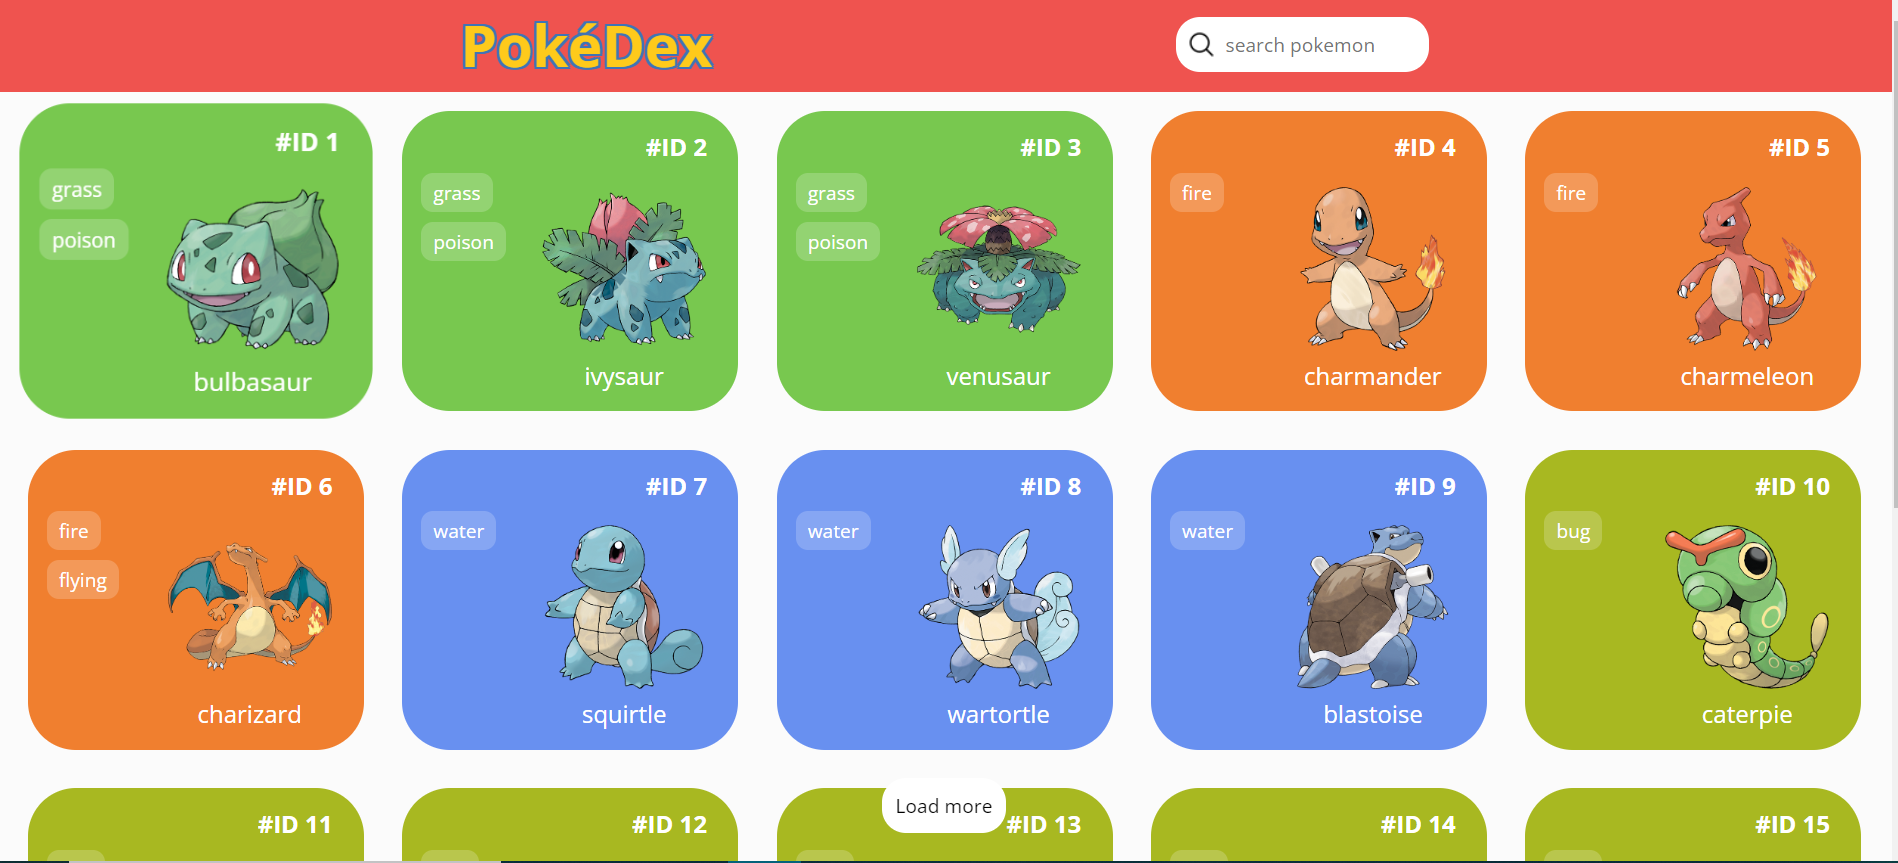 PokéDex
search pokemon
#ID 1
grass
poison
bulbasaur
#ID 2
grass
poison
ivysaur
#ID 3
grass
poison
venusaur
#ID 4
fire
charmander
#ID 5
fire
charmeleon
#ID 6
fire
flying
charizard
#ID 7
water
squirtle
#ID 8
water
wartortle
#ID 9
water
blastoise
#ID 10
bug
caterpie
#ID 11
#ID 12
Load more
#ID 13
#ID 14
#ID 15